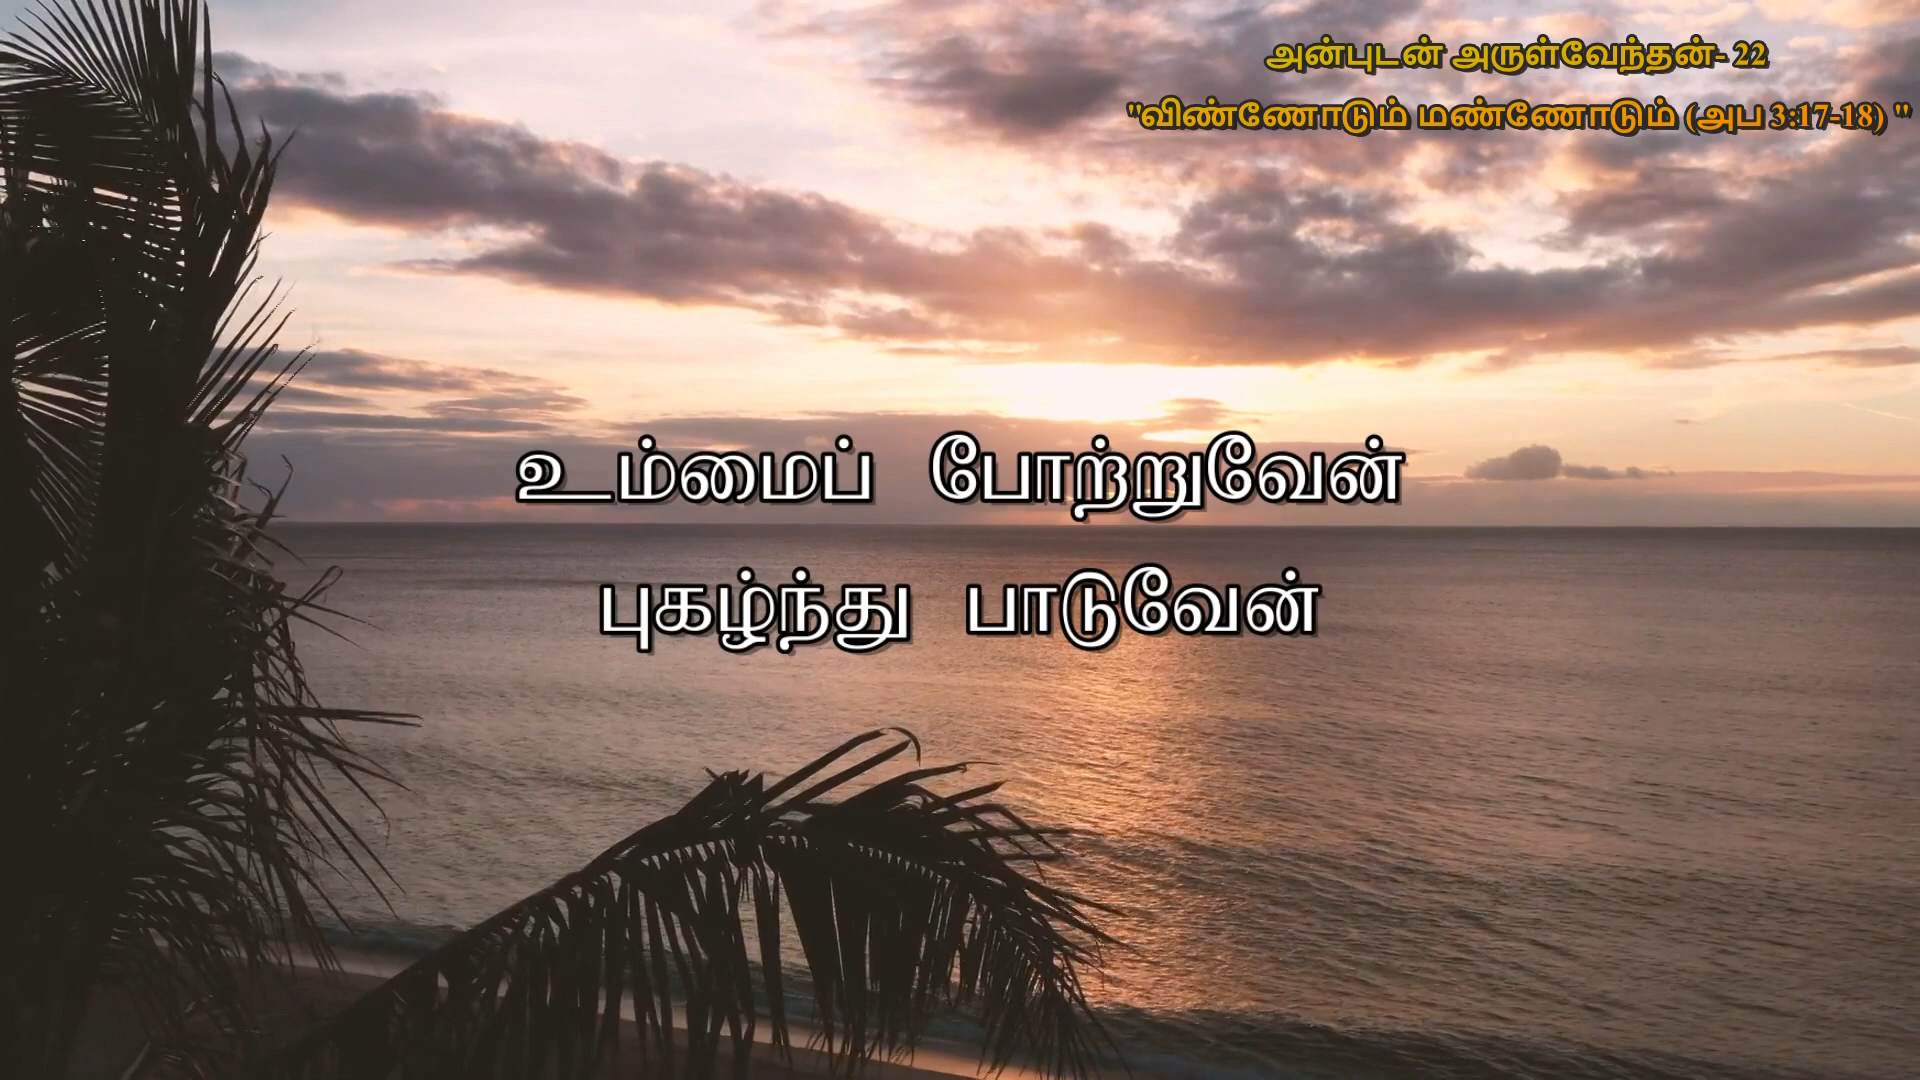 அன்புடன் அருள்வேந்தன்- 22
"விண்ணோடும் மண்ணோடும் (அப 3:17-18) "
உம்மைப் போற்றுவேன்
புகழ்ந்து பாடுவேன்